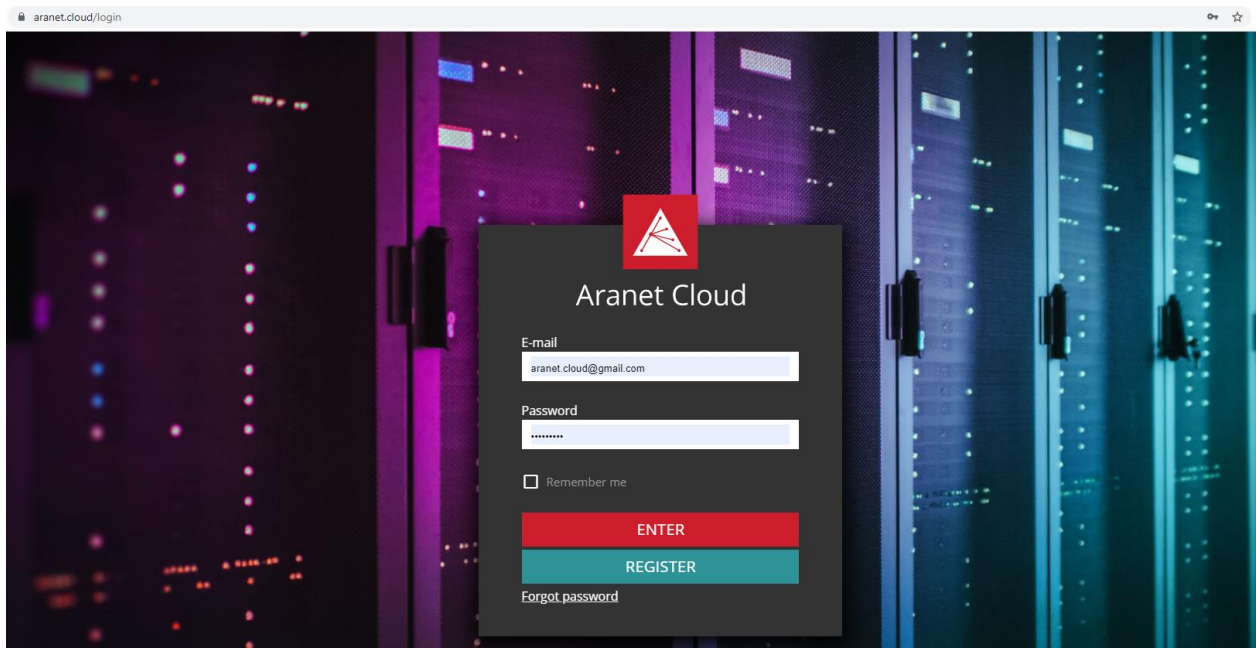 aranet.cloud/login
Aranet Cloud
E-mail
aranet.cloud@gmail.com
Password
•••••••••
Remember me
ENTER
REGISTER
Forgot password